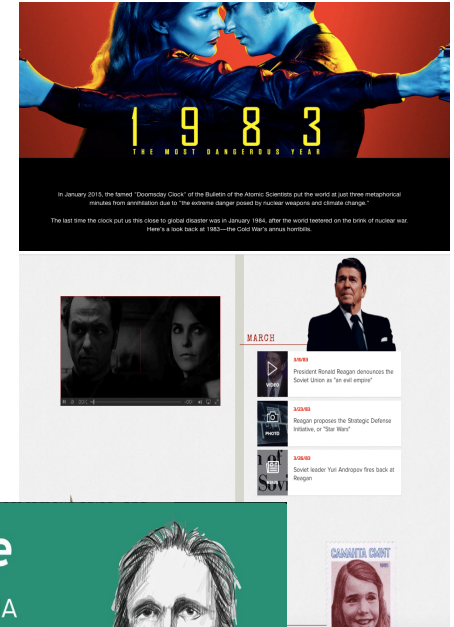 1983
THE MOST DANGEROUS YEAR
In January 2015, the famed "Doomsday Clock" of the Bulletin of the Atomic Scientists put the world at just three metaphorical
minutes from annihilation due to "the extreme danger posed by nuclear weapons and climate change."
The last time the clock put us this close to global disaster was in January 1984, after the world teetered on the brink of nuclear war.
Here's a look back at 1983—the Cold War's annus horribilis.
MARCH
3/8/83
President Ronald Reagan denounces the
Soviet Union as "an evil empire"
VIDEO
3/23/83
Reagan proposes the Strategic Defense
Initiative, or "Star Wars"
PHOTO
3/26/83
Soviet leader Yuri Andropov fires back at
Reagan
Sovi
e
A
САМАНТА СМИТ